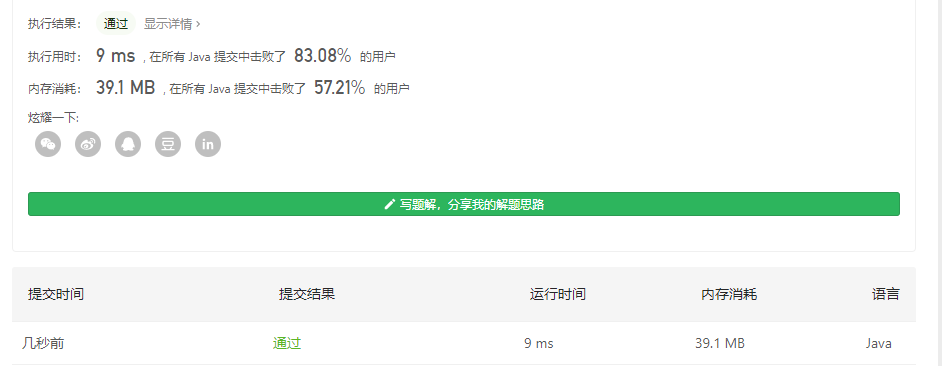 执行结果： 通过 显示详情 ›
执行用时： 9 ms , 在所有 Java 提交中击败了 83.08% 的用户
内存消耗： 39.1 MB , 在所有 Java 提交中击败了 57.21% 的用户
炫耀一下:
豆 in
写题解，分享我的解题思路
提交时间 提交结果 运行时间 内存消耗 语言
几秒前 通过 9 ms 39.1 MB Java